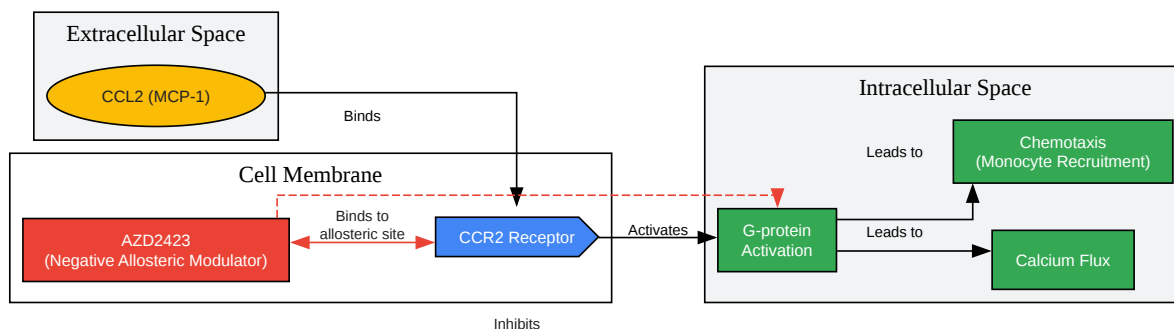 Extracellular Space
CCL2 (MCP-1)
Binds
Cell Membrane
AZD2423
(Negative Allosteric Modulator)
Binds to
allosteric site
CCR2 Receptor
Activates
Inhibits
Intracellular Space
G-protein
Activation
Leads to
Chemotaxis
(Monocyte Recruitment)
Leads to
Calcium Flux